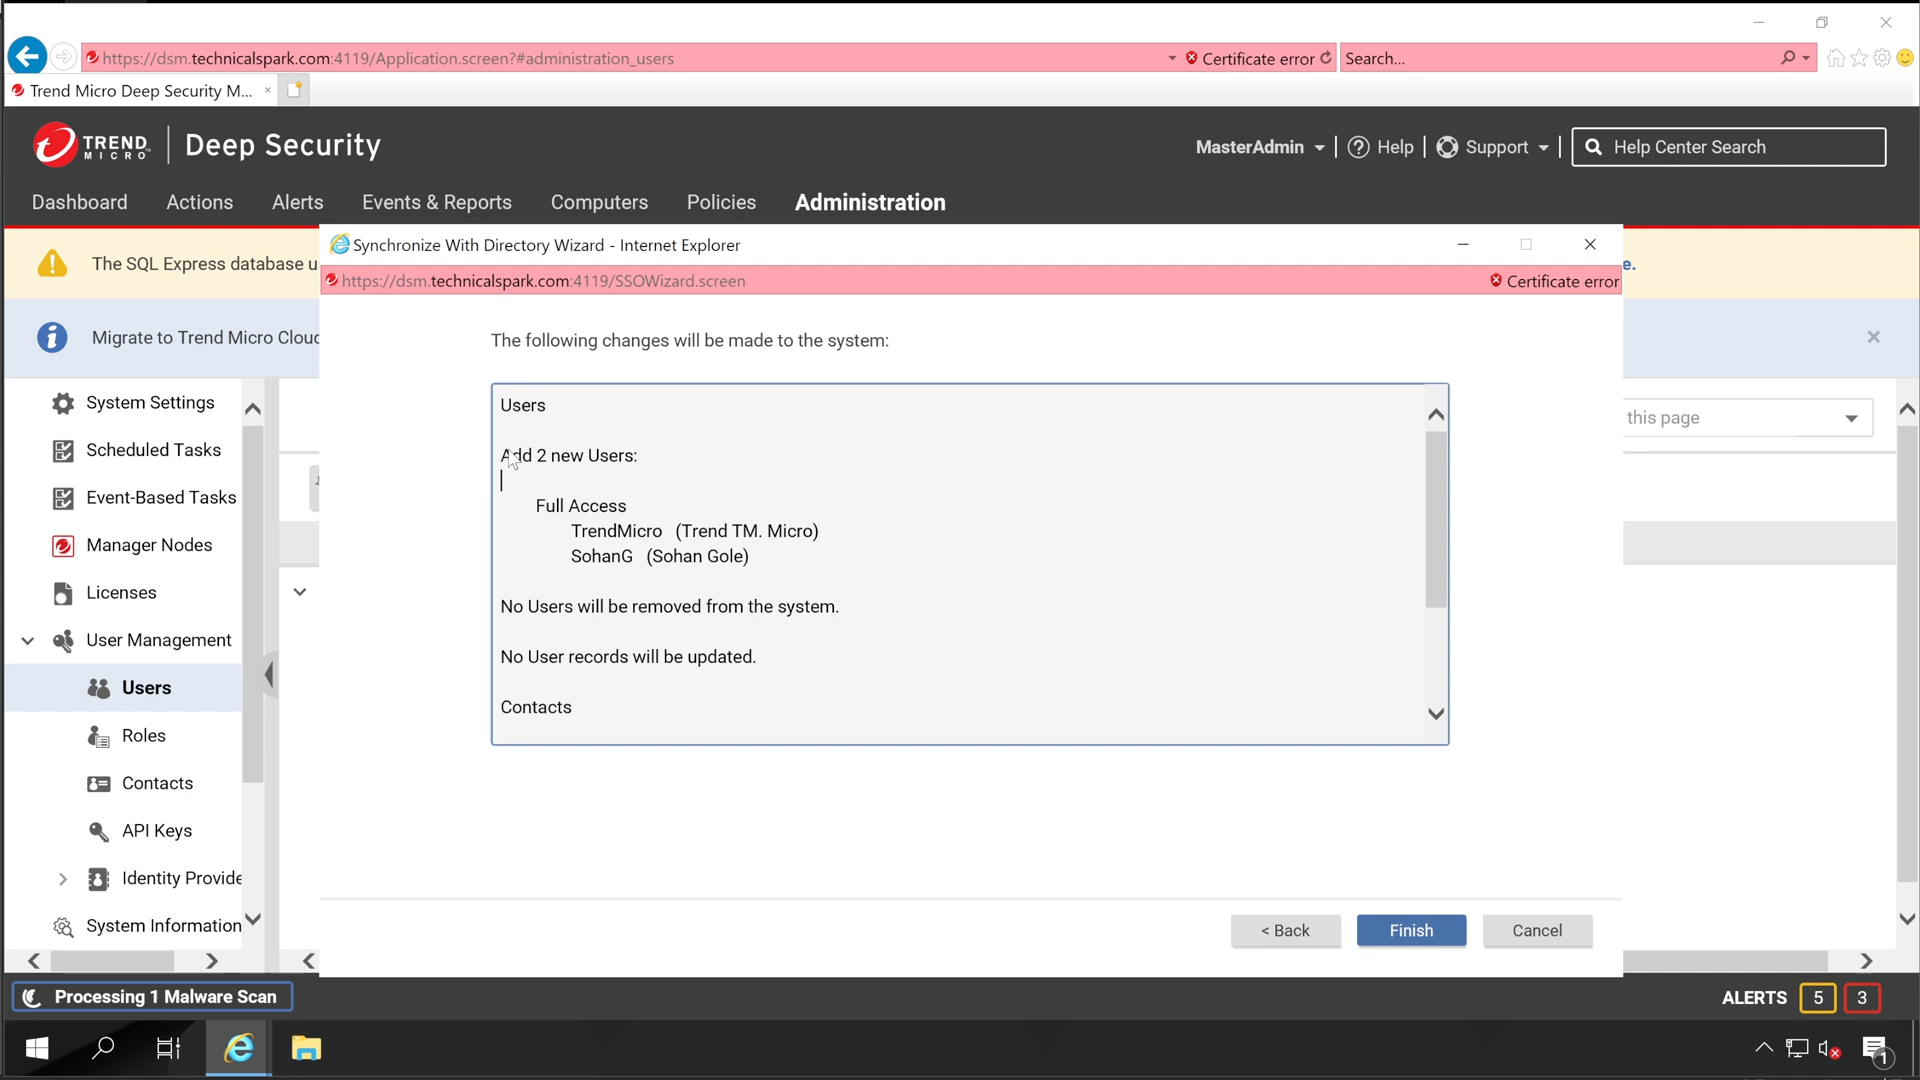 https://dsm.technicalspark.com:4119/Application.screen?#administration_users
Certificate error
Search...
Trend Micro Deep Security M...
TREND MICRO
Deep Security
MasterAdmin
Help
Support
Help Center Search
Dashboard
Actions
Alerts
Events & Reports
Computers
Policies
Administration
The SQL Express database u
e.
Migrate to Trend Micro Clou
Synchronize With Directory Wizard - Internet Explorer
https://dsm.technicalspark.com:4119/SSOWizard.screen
Certificate error
The following changes will be made to the system:
Users
Add 2 new Users:
Full Access
TrendMicro (Trend TM. Micro)
SohanG (Sohan Gole)
No Users will be removed from the system.
No User records will be updated.
Contacts
< Back
Finish
Cancel
System Settings
Scheduled Tasks
Event-Based Tasks
Manager Nodes
Licenses
User Management
Users
Roles
Contacts
API Keys
Identity Provide
System Information
this page
Processing 1 Malware Scan
ALERTS
5
3
1